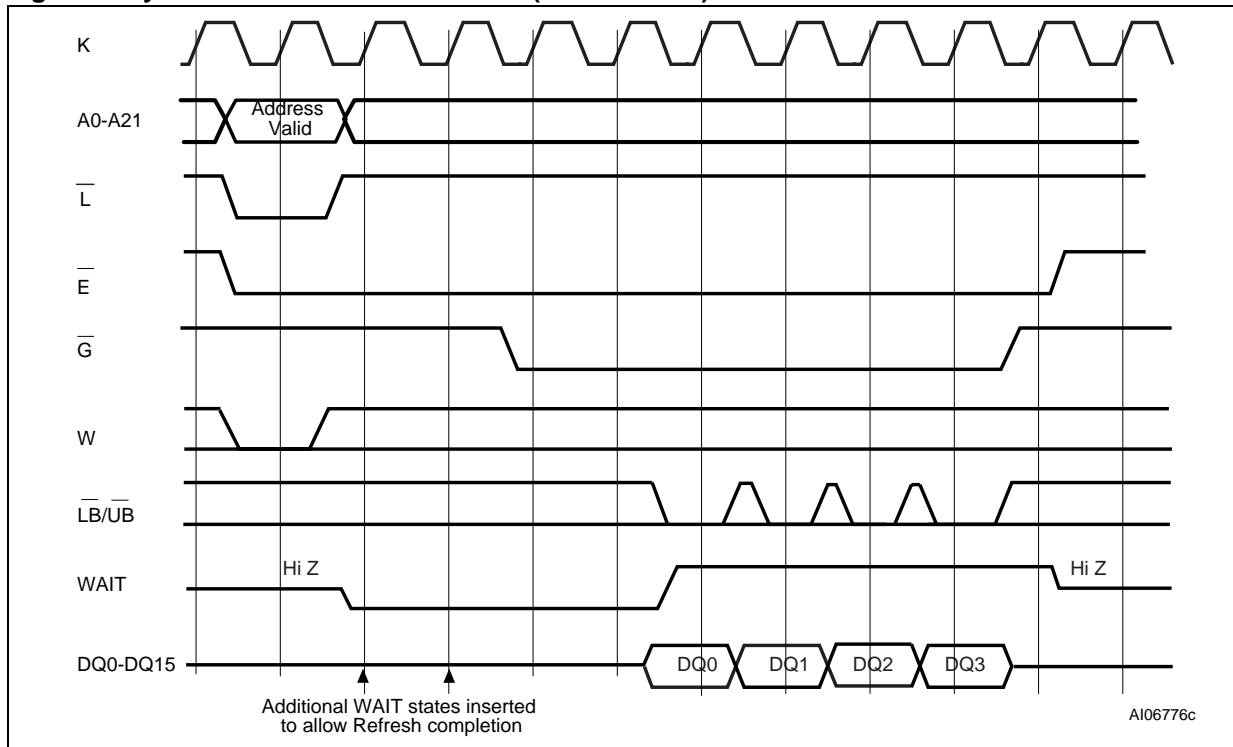 K
A0-A21
Address
Valid
L
E
G
W
LB/UB
WAIT
Hi Z
Hi Z
DQ0-DQ15
DQ0
DQ1
DQ2
DQ3
Additional WAIT states inserted
to allow Refresh completion
AI06776c